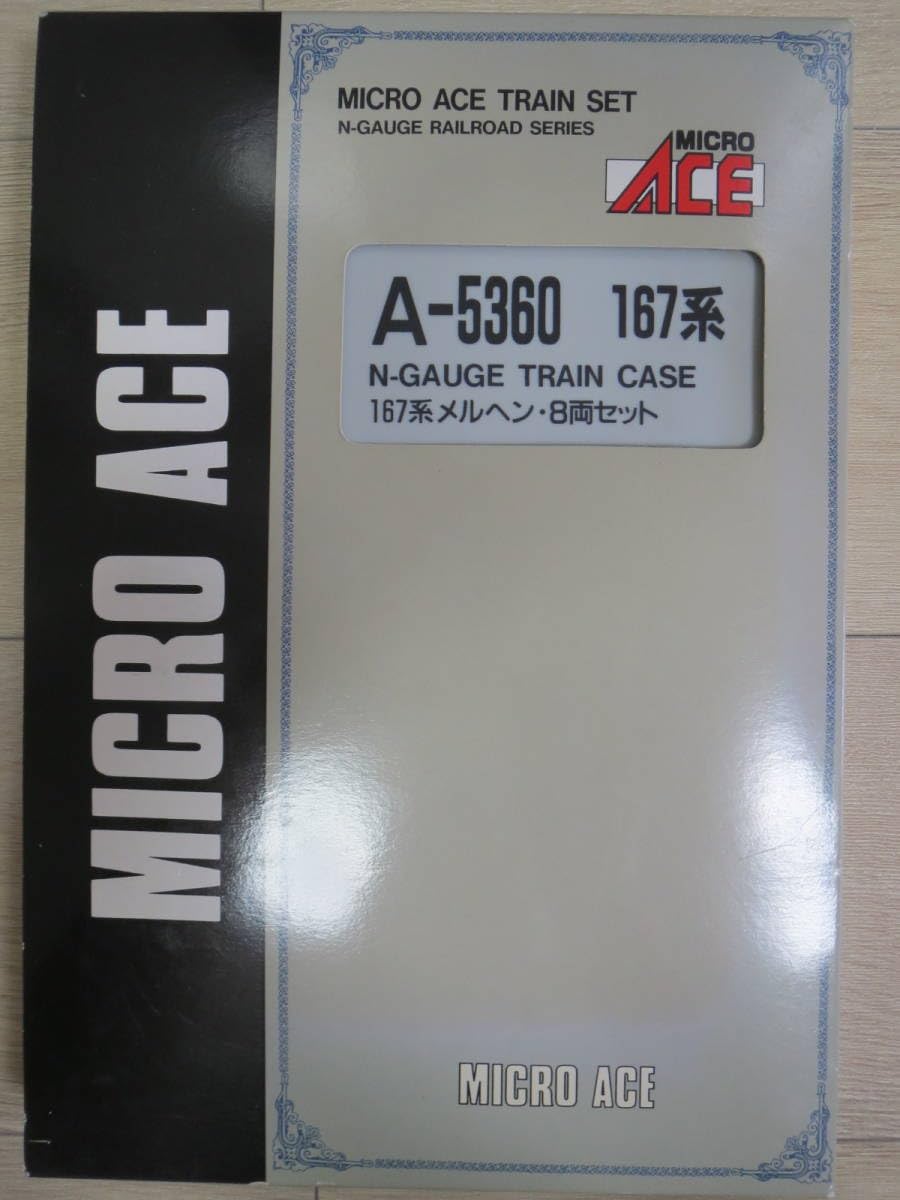 MICRO ACE
MICRO ACE TRAIN SET
N-GAUGE RAILROAD SERIES
MICRO
ACE
A-5360 167系
N-GAUGE TRAIN CASE
167系メルヘン・8両セット
MICRO ACE